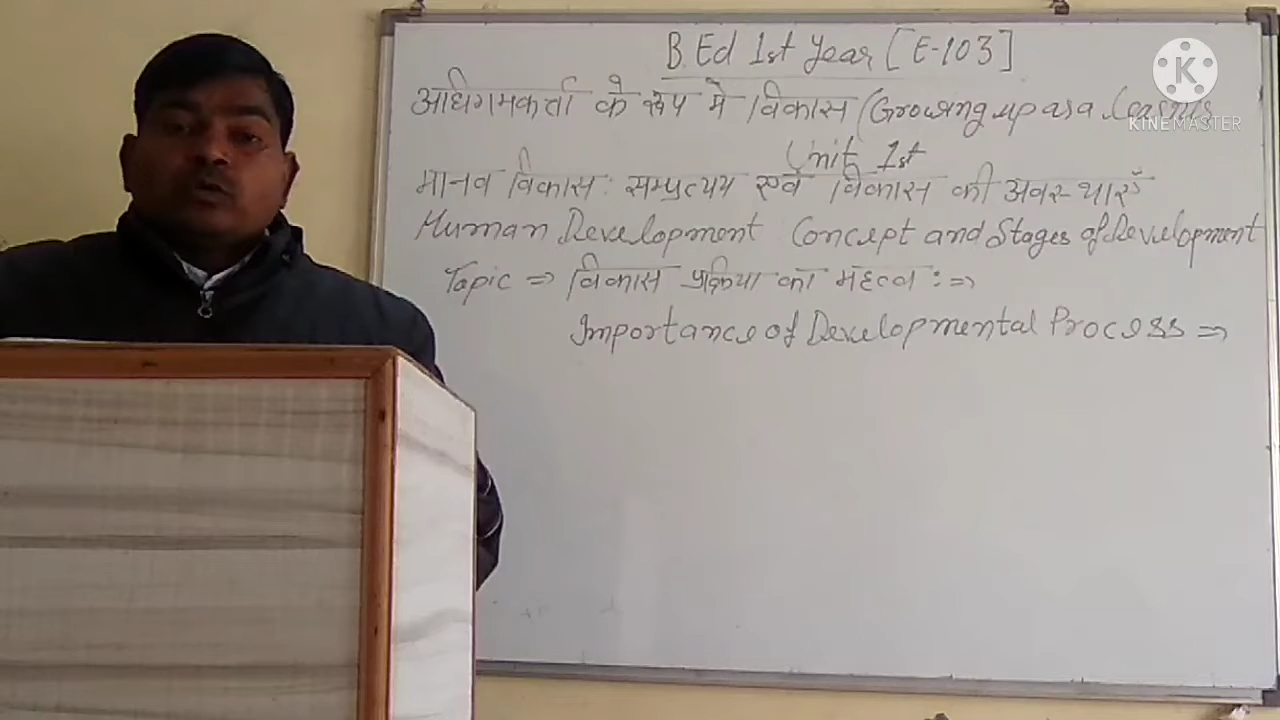 B.Ed 1st Year [E-103]
अधिगमकर्ता के रूप मे विकास (Growing up as a Learner
Unit 1st
मानव विकास : सम्प्रत्यय एवं विकास की अवस्थाएँ
Human Development Concept and Stages of Development
Topic ⇒ विकास प्रक्रिया का महत्व :⇒
Importance of Developmental Process ⇒
K
KINEMASTER